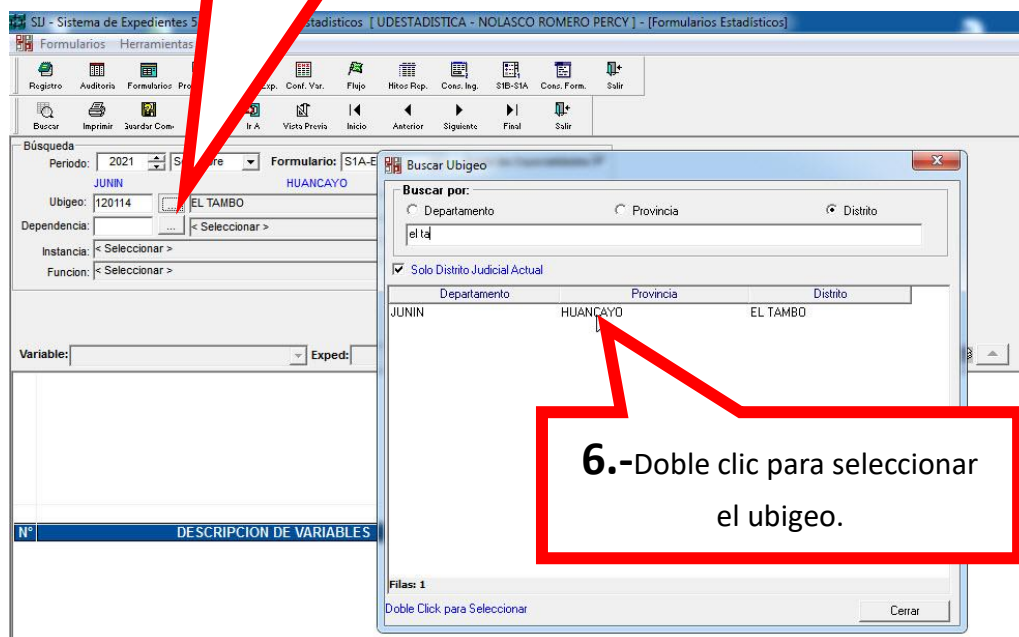 SIJ - Sistema de Expedientes 5 stadisticos [ UDESTADISTICA - NOLASCO ROMERO PERCY ] - [Formularios Estadísticos]
Formularios Herramientas
Registro Auditoria Formularios Pro xp. Conf. Var. Flujo Hitos Rep. Cons. Ing. S1B-S1A Cons. Form. Salir
Buscar Imprimir Guardar Com Ir A Vista Previa Inicio Anterior Siguiente Final Salir
Búsqueda
Periodo: 2021 S re Formulario: S1A-E
JUNIN HUANCAYO
Ubigeo: 120114 ... EL TAMBO
Dependencia: ... < Seleccionar >
Instancia: < Seleccionar >
Funcion: < Seleccionar >
Variable: Exped:
N° DESCRIPCION DE VARIABLES
Buscar Ubigeo
Buscar por:
Departamento Provincia Distrito
el ta
Solo Distrito Judicial Actual
Departamento Provincia Distrito
JUNIN HUANCAYO EL TAMBO
6.-Doble clic para seleccionar
el ubigeo.
Filas: 1
Doble Click para Seleccionar Cerrar